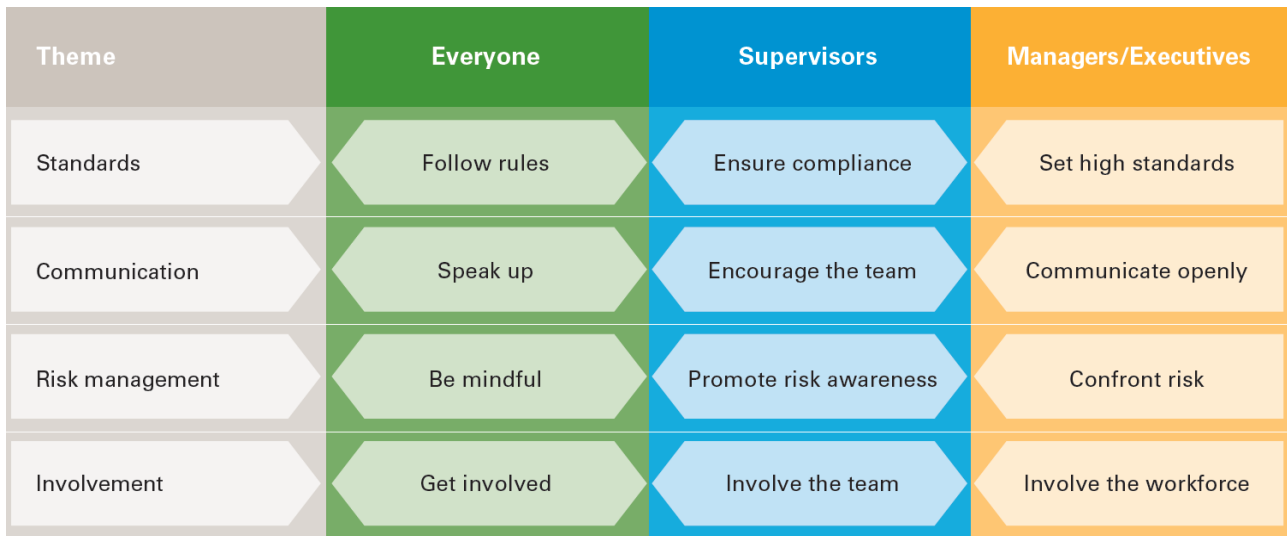 Theme Everyone Supervisors Managers/Executives
Standards Follow rules Ensure compliance Set high standards
Communication Speak up Encourage the team Communicate openly
Risk management Be mindful Promote risk awareness Confront risk
Involvement Get involved Involve the team Involve the workforce